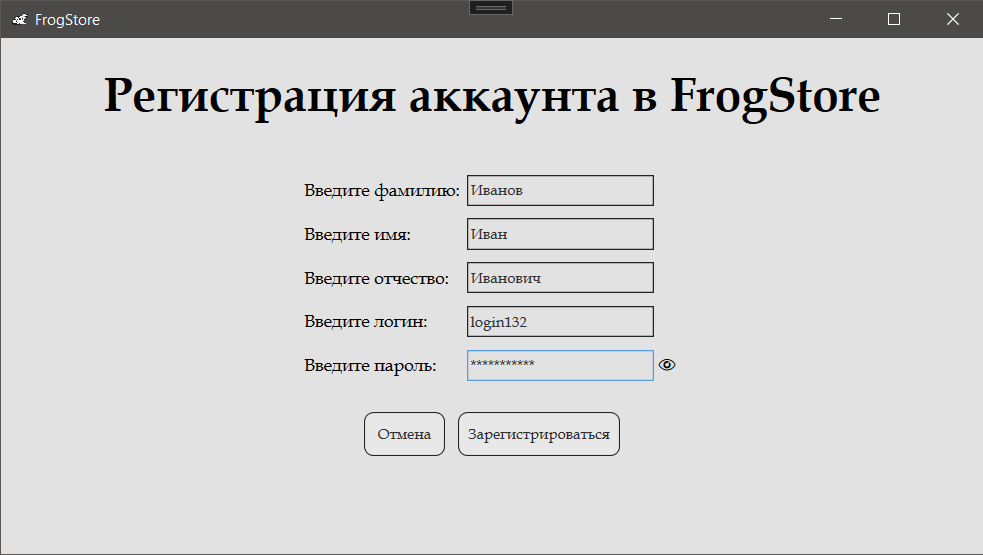 FrogStore
Регистрация аккаунта в FrogStore
Введите фамилию: Иванов
Введите имя: Иван
Введите отчество: Иванович
Введите логин: login132
Введите пароль: ***********
Отмена Зарегистрироваться